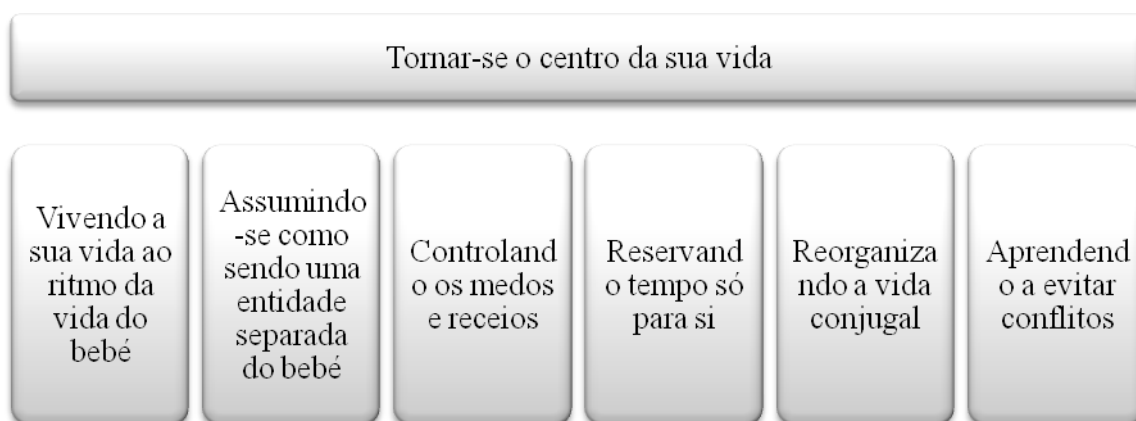 Tornar-se o centro da sua vida
Vivendo a
sua vida ao
ritmo da
vida do
bebé
Assumindo
-se como
sendo uma
entidade
separada
do bebé
Controland
o os medos
e receios
Reservand
o tempo só
para si
Reorganiza
ndo a vida
conjugal
Aprendend
o a evitar
conflitos